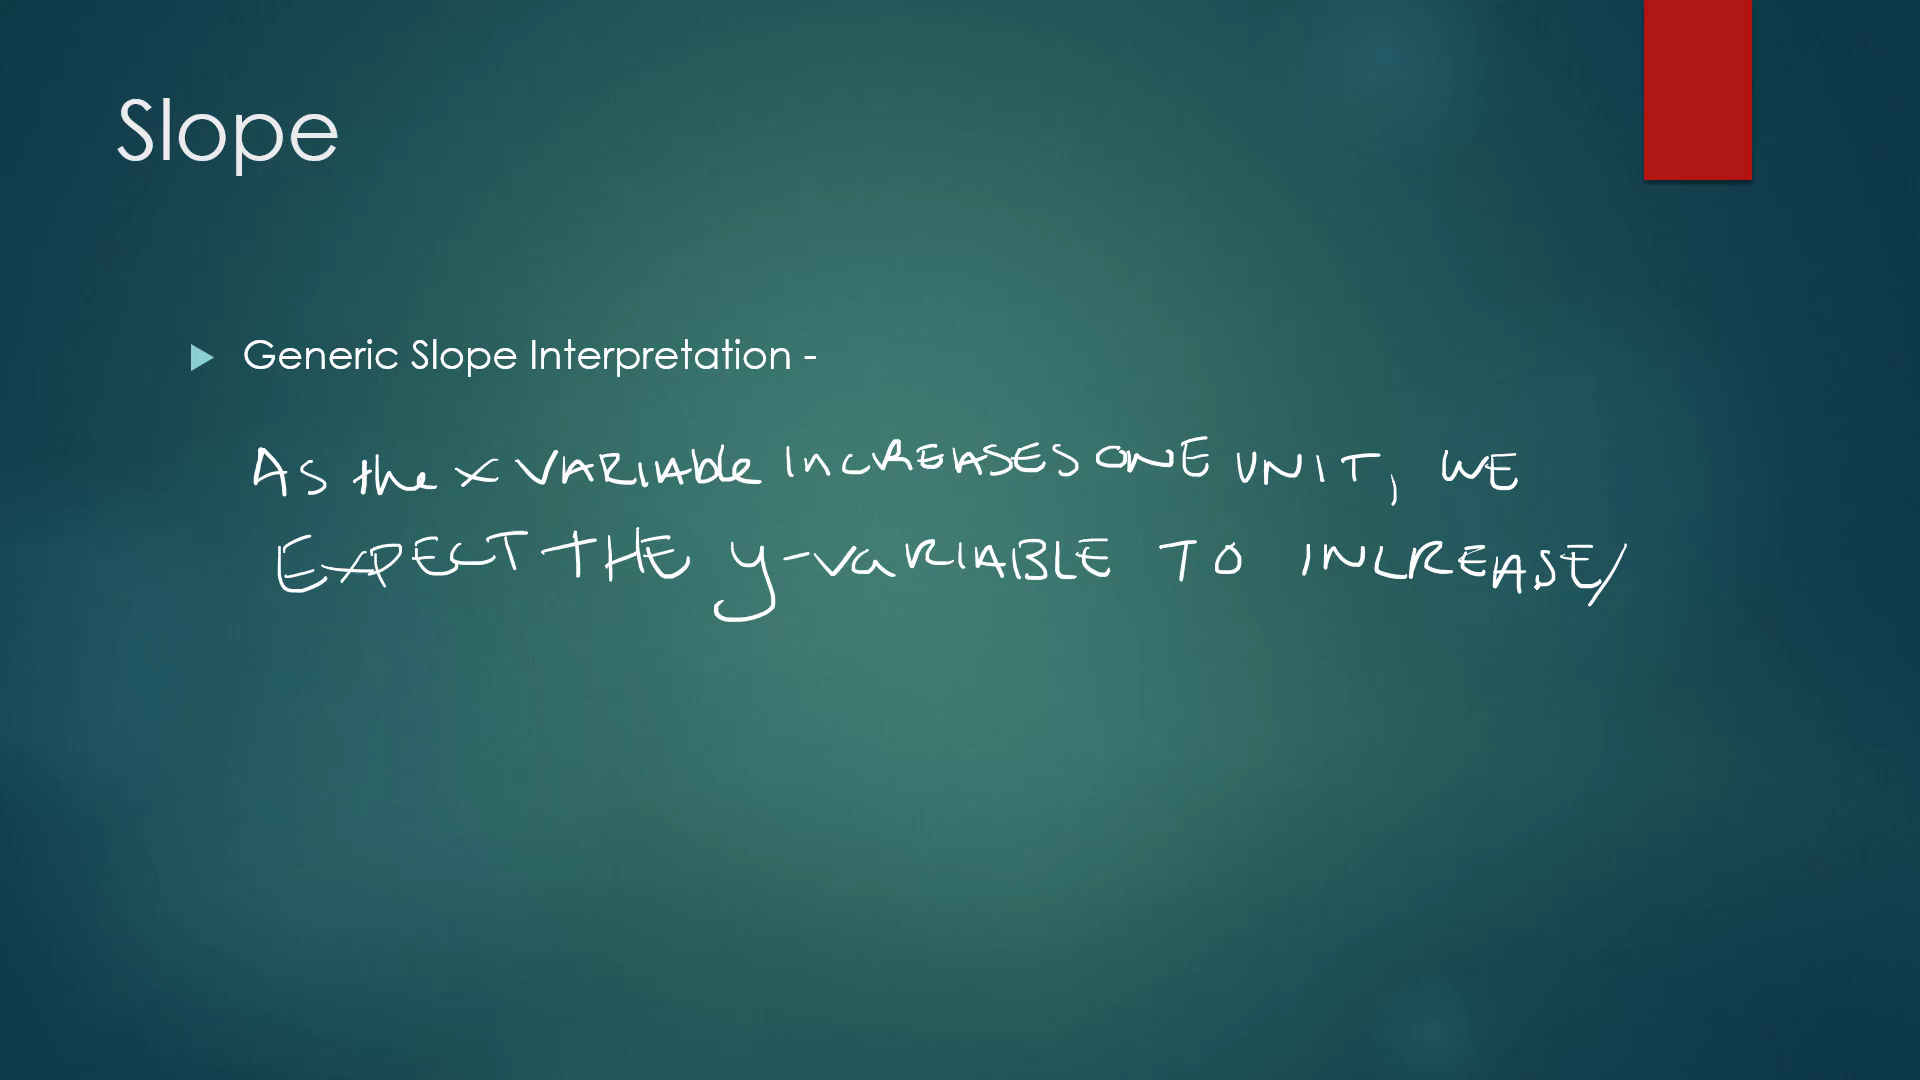 Slope
Generic Slope Interpretation -
As the x VARIAble INCREASES ONE UNIT, WE
EXPECT THE y-VaRIABLE TO INCREASE/